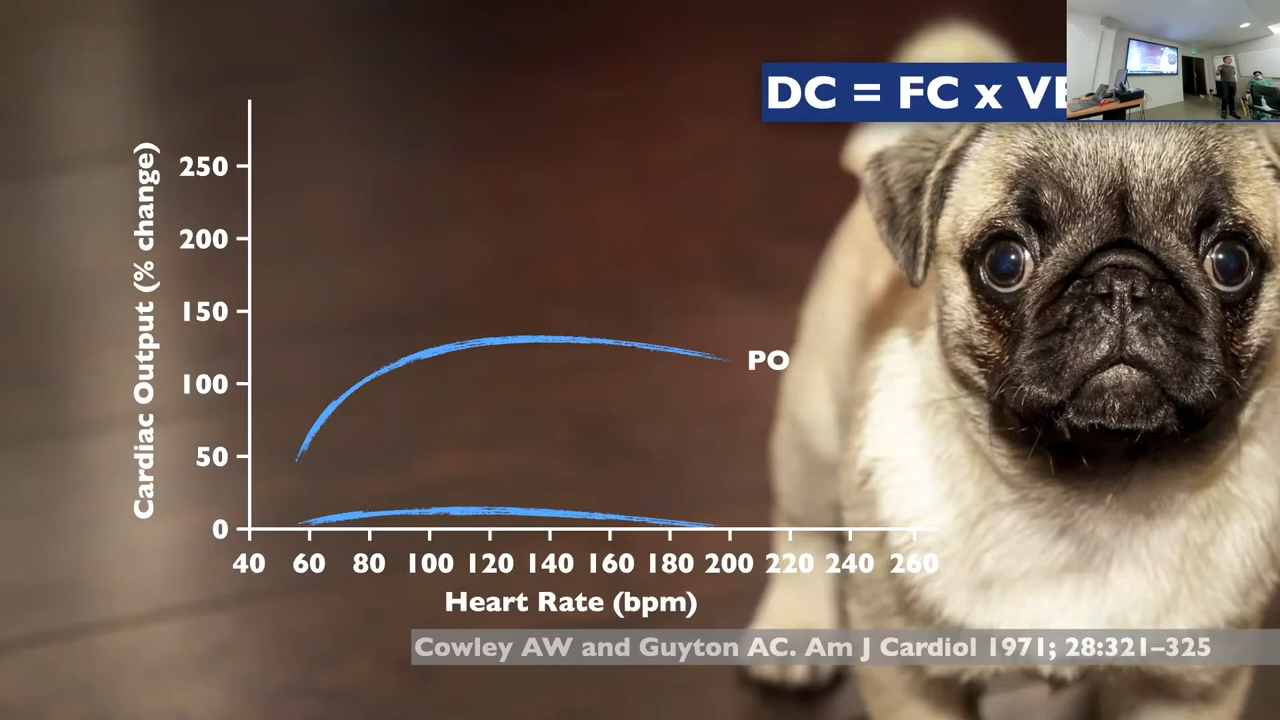 DC = FC x
Cardiac Output (% change)
250
200
150
100
50
0
PO
40 60 80 100 120 140 160 180 200 220 240 260
Heart Rate (bpm)
Cowley AW and Guyton AC. Am J Cardiol 1971; 28:321–325